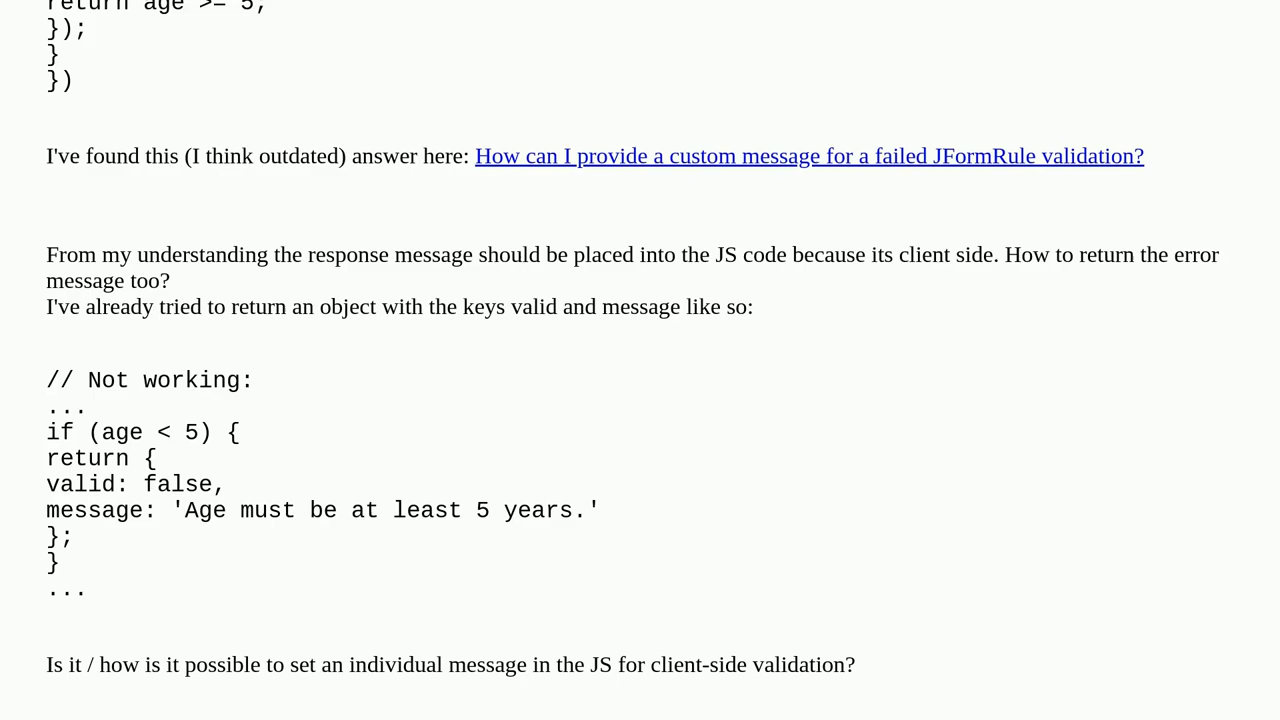 return age >= 5;
});
}
})
I've found this (I think outdated) answer here: How can I provide a custom message for a failed JFormRule validation?
From my understanding the response message should be placed into the JS code because its client side. How to return the error
message too?
I've already tried to return an object with the keys valid and message like so:
// Not working:
...
if (age < 5) {
return {
valid: false,
message: 'Age must be at least 5 years.'
};
}
...
Is it / how is it possible to set an individual message in the JS for client-side validation?